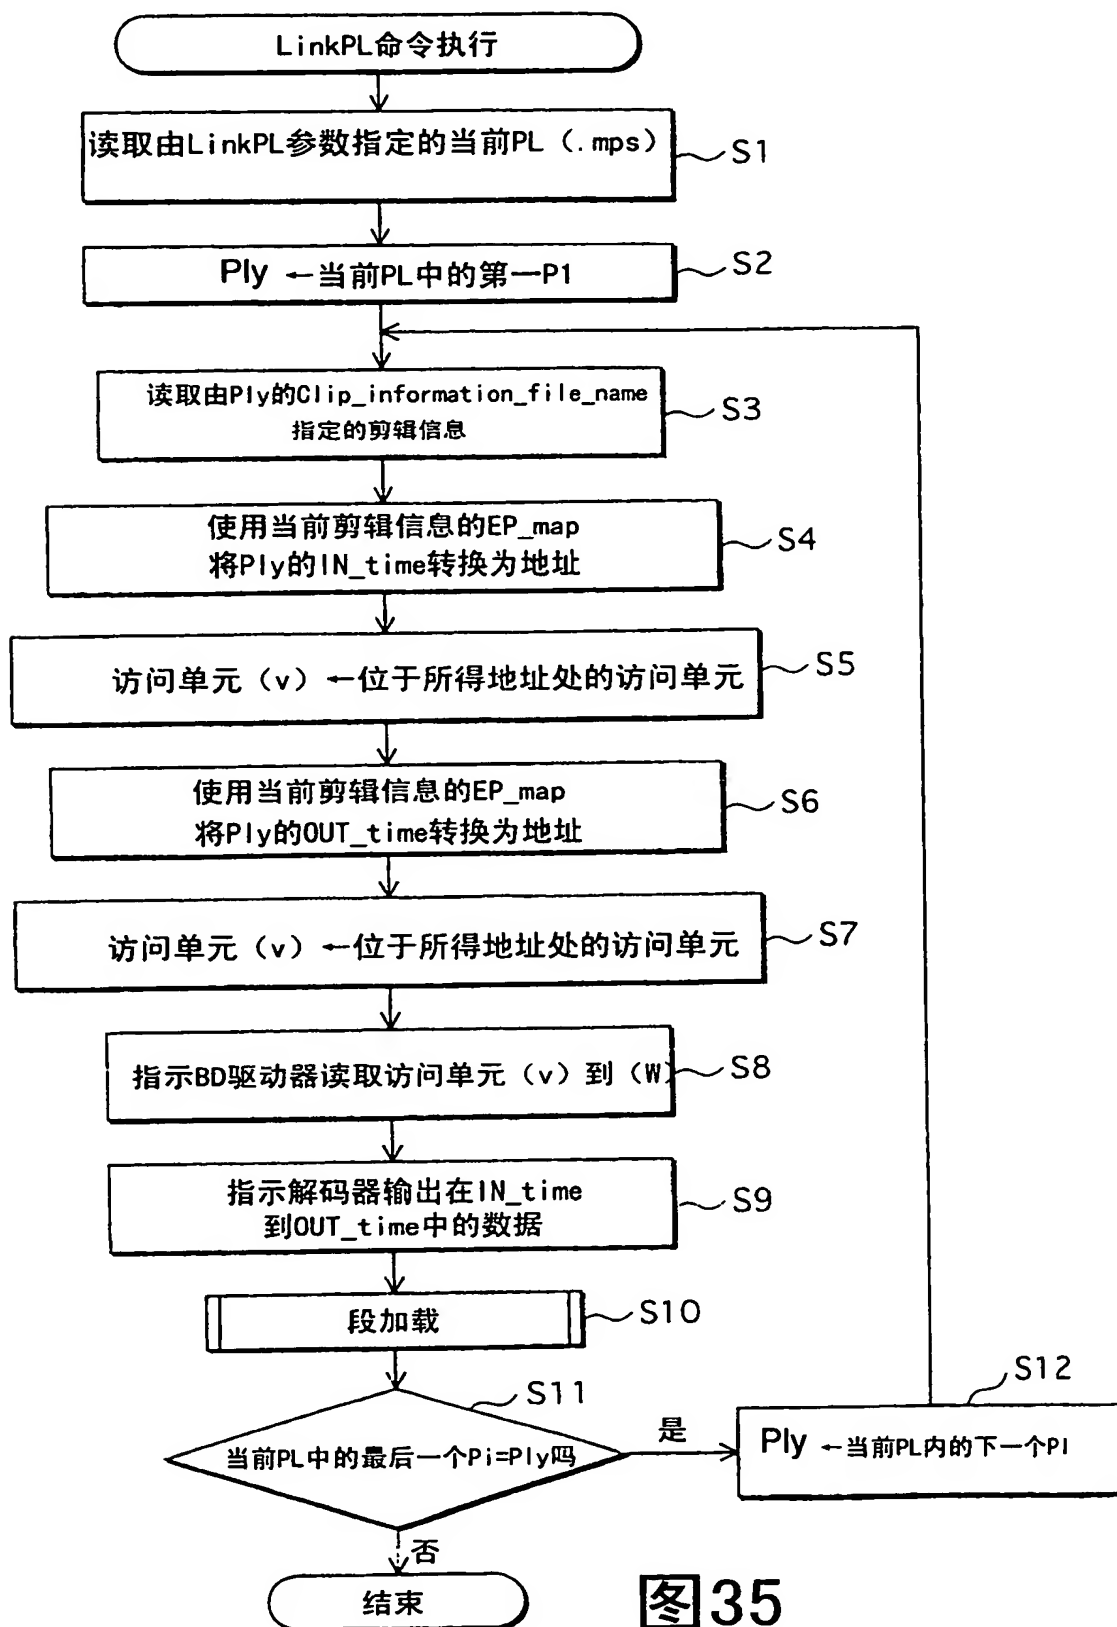 LinkPL命令执行
读取由LinkPL参数指定的当前PL（.mps）
S1
Ply ←当前PL中的第一P1
S2
读取由Ply的Clip_information_file_name
指定的剪辑信息
S3
使用当前剪辑信息的EP_map
将Ply的IN_time转换为地址
S4
访问单元（v）←位于所得地址处的访问单元
S5
使用当前剪辑信息的EP_map
将Ply的OUT_time转换为地址
S6
访问单元（v）←位于所得地址处的访问单元
S7
指示BD驱动器读取访问单元（v）到（W）
S8
指示解码器输出在IN_time
到OUT_time中的数据
S9
段加载
S10
S11
当前PL中的最后一个Pi=Ply吗
是
S12
Ply ←当前PL内的下一个PI
否
结束
图35